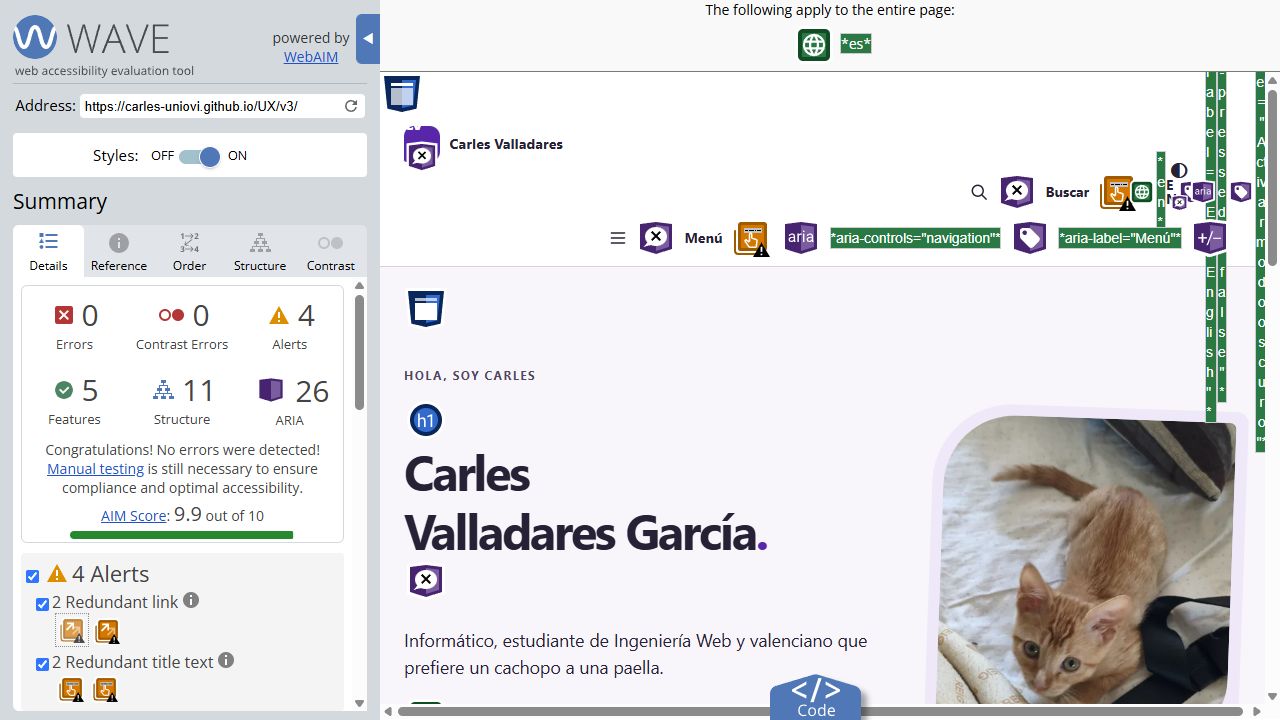 WAVE
powered by
WebAIM
web accessibility evaluation tool
Address: https://carles-uniovi.github.io/UX/v3/
Styles: OFF ON
Summary
Details Reference Order Structure Contrast
0 0 4
Errors Contrast Errors Alerts
5 11 26
Features Structure ARIA
Congratulations! No errors were detected!
Manual testing is still necessary to ensure
compliance and optimal accessibility.
AIM Score: 9.9 out of 10
4 Alerts
2 Redundant link
2 Redundant title text
The following apply to the entire page:
*es*
Carles Valladares
Buscar
*en*
aria
Menú
aria
*aria-controls="navigation"*
*aria-label="Menú"*
+/-
HOLA, SOY CARLES
h1
Carles
Valladares García.
Informático, estudiante de Ingeniería Web y valenciano que
prefiere un cachopo a una paella.
</>
Code